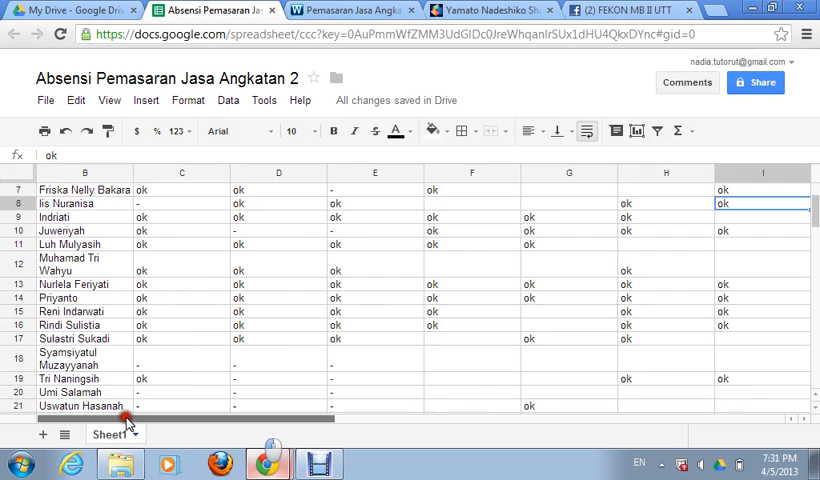 My Drive - Google Driv
Absensi Pemasaran Jasa
Pemasaran Jasa Angka
Yamato Nadeshiko Shi
(2) FEKON MB II UTT
https://docs.google.com/spreadsheet/ccc?key=0AuPmmWfZMM3UdGlDc0JreWhqanlrSUx1dHU4QkxDYnc#gid=0
nadia.tutorut@gmail.com
Absensi Pemasaran Jasa Angkatan 2
Comments
Share
File Edit View Insert Format Data Tools Help All changes saved in Drive
$ % 123 Arial 10 B I S A Σ
fx ok
B C D E F G H I
7 Friska Nelly Bakara ok ok - ok ok
8 Iis Nuranisa - ok ok ok ok
9 Indriati ok ok ok ok ok ok
10 Juweriyah ok - - ok ok ok ok
11 Luh Mulyasih ok ok ok ok ok
Muhamad Tri
12 Wahyu ok ok ok ok
13 Nurlela Feriyati ok ok ok ok ok ok ok
14 Priyanto ok ok ok ok ok ok ok
15 Reni Indarwati ok ok ok ok ok ok
16 Rindi Sulistia ok ok ok ok ok ok
17 Sulastri Sukadi ok ok ok ok ok
Syamsiyatul
18 Muzayyanah - - -
19 Tri Naningsih ok - - ok ok
20 Umi Salamah - - -
21 Uswatun Hasanah - - - ok
Sheet1
EN
7:31 PM
4/5/2013